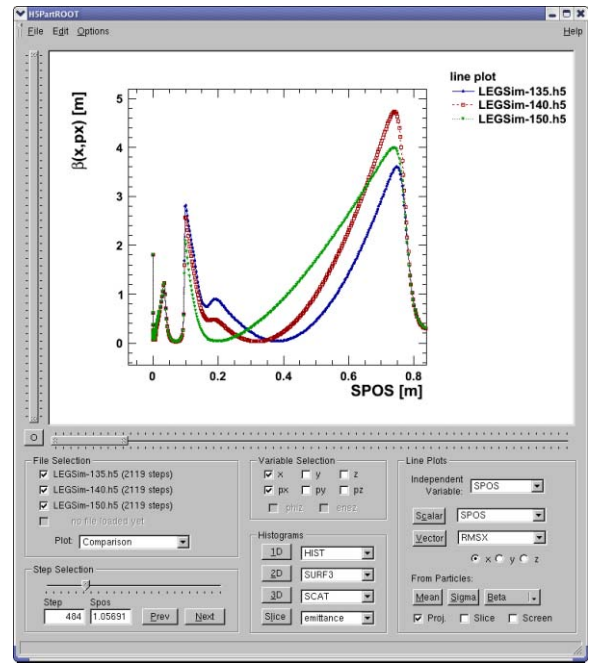 H5PartROOT
File Edit Options Help
line plot
LEGSim-135.h5
LEGSim-140.h5
LEGSim-150.h5
β(x,px) [m]
5
4
3
2
1
0
0 0.2 0.4 0.6 0.8
SPOS [m]
O
File Selection
LEGSim-135.h5 (2119 steps)
LEGSim-140.h5 (2119 steps)
LEGSim-150.h5 (2119 steps)
no file loaded yet
Plot: Comparison
Step Selection
Step Spos
484 1.05691 Prev Next
Variable Selection
x y z
px py pz
phiz enez
Histograms
1D HIST
2D SURF3
3D SCAT
Slice emittance
Line Plots
Independent
Variable: SPOS
Scalar SPOS
Vector RMSX
x y z
From Particles:
Mean Sigma Beta
Proj. Slice Screen